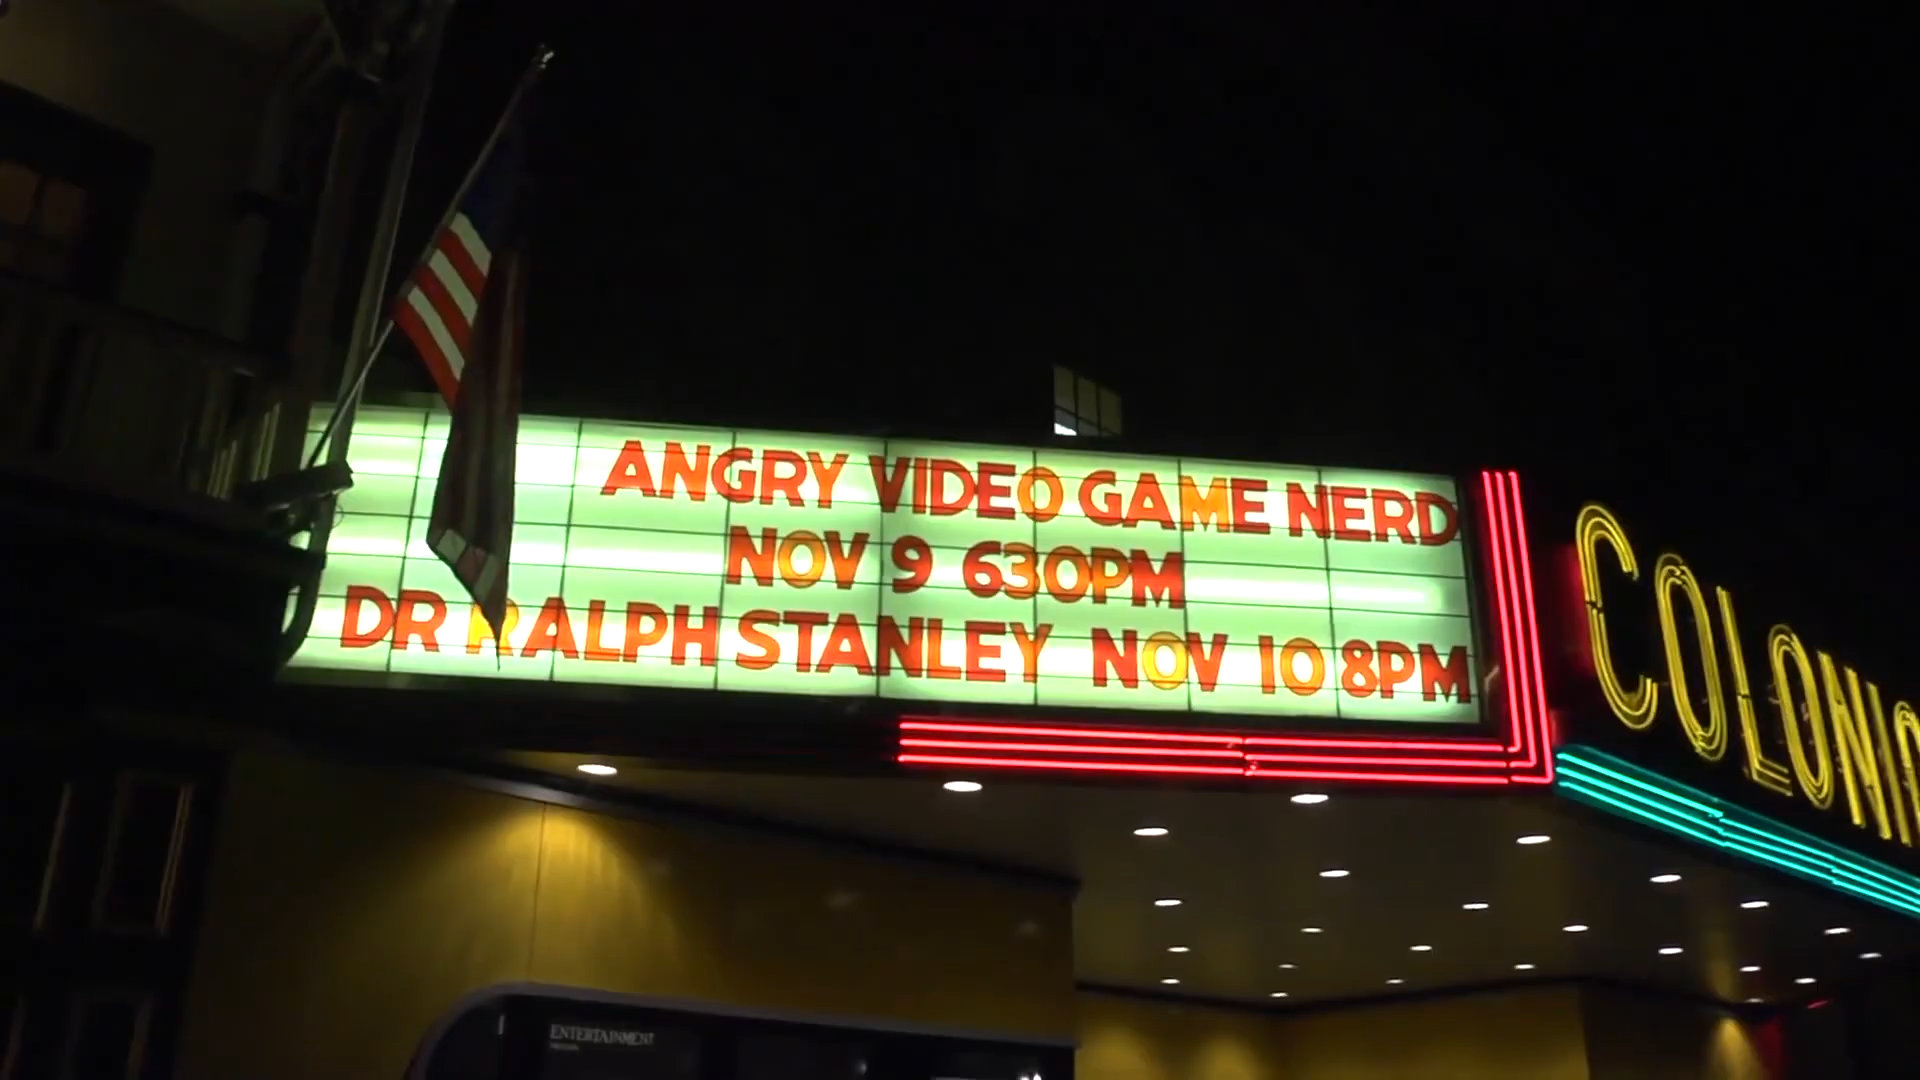 ANGRY VIDEO GAME NERD
NOV 9 630PM
DR RALPH STANLEY NOV 10 8PM
COLONI
ENTERTAINMENT